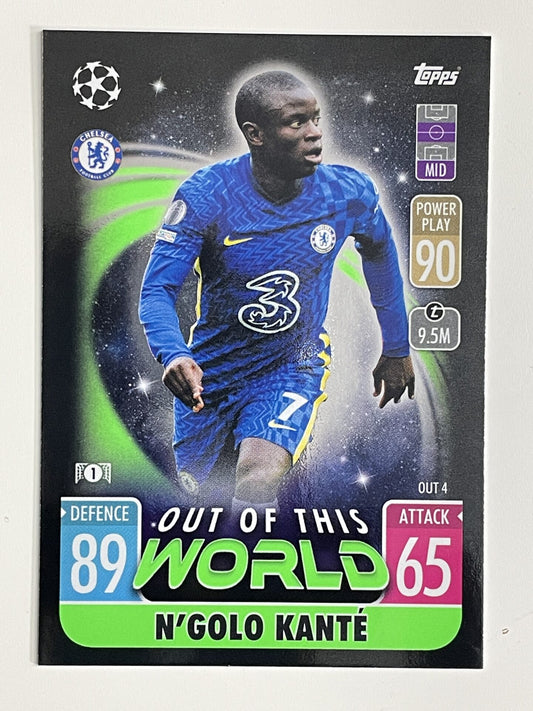 topps
CHELSEA
FOOTBALL CLUB
MID
POWER
PLAY
90
t
9.5M
3
7
1
OUT 4
DEFENCE
89
OUT OF THIS
WORLD
ATTACK
65
N'GOLO KANTÉ